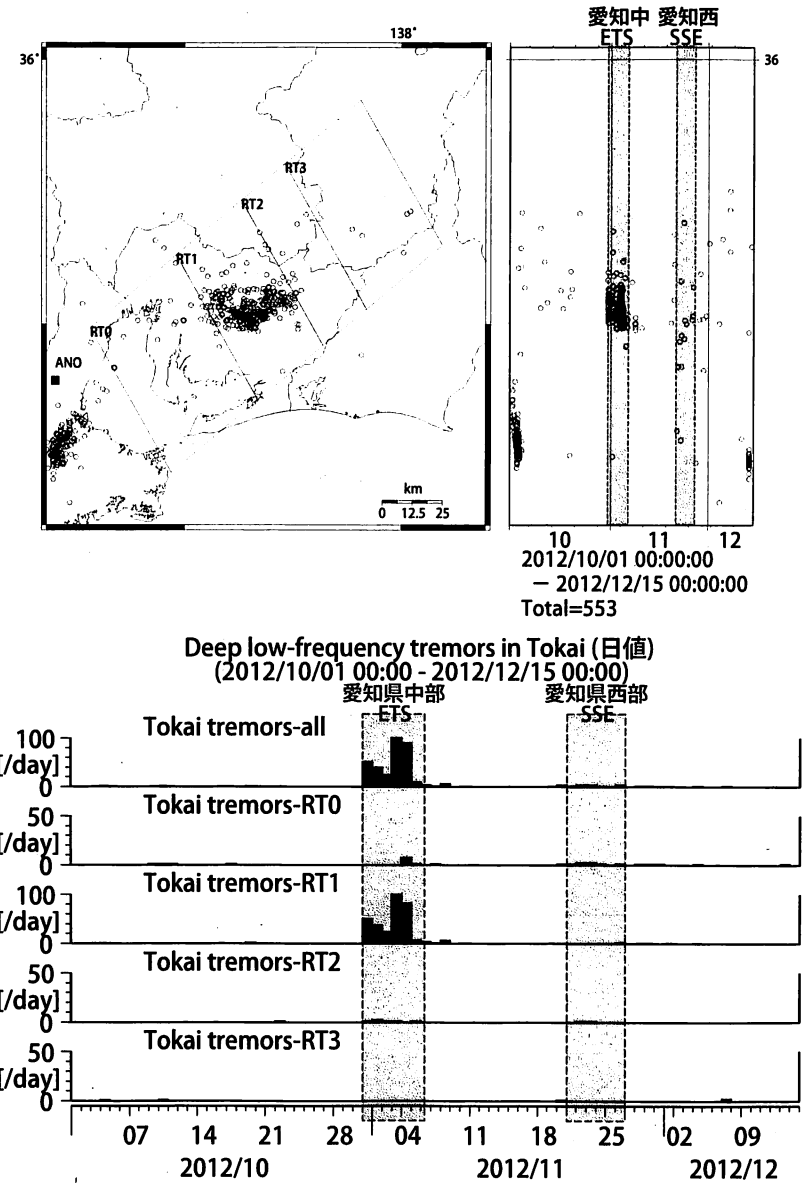 138°
愛知中 愛知西
ETS SSE
36°
36
RT3
RT2
RT1
RT0
ANO
km
0 12.5 25
10 11 12
2012/10/01 00:00:00
— 2012/12/15 00:00:00
Total=553
Deep low-frequency tremors in Tokai (日値)
(2012/10/01 00:00 - 2012/12/15 00:00)
愛知県中部 愛知県西部
ETS SSE
Tokai tremors-all
100
[/day]
0
Tokai tremors-RT0
50
[/day]
0
Tokai tremors-RT1
100
[/day]
0
Tokai tremors-RT2
50
[/day]
0
Tokai tremors-RT3
50
[/day]
0
07 14 21 28 04 11 18 25 02 09
2012/10 2012/11 2012/12